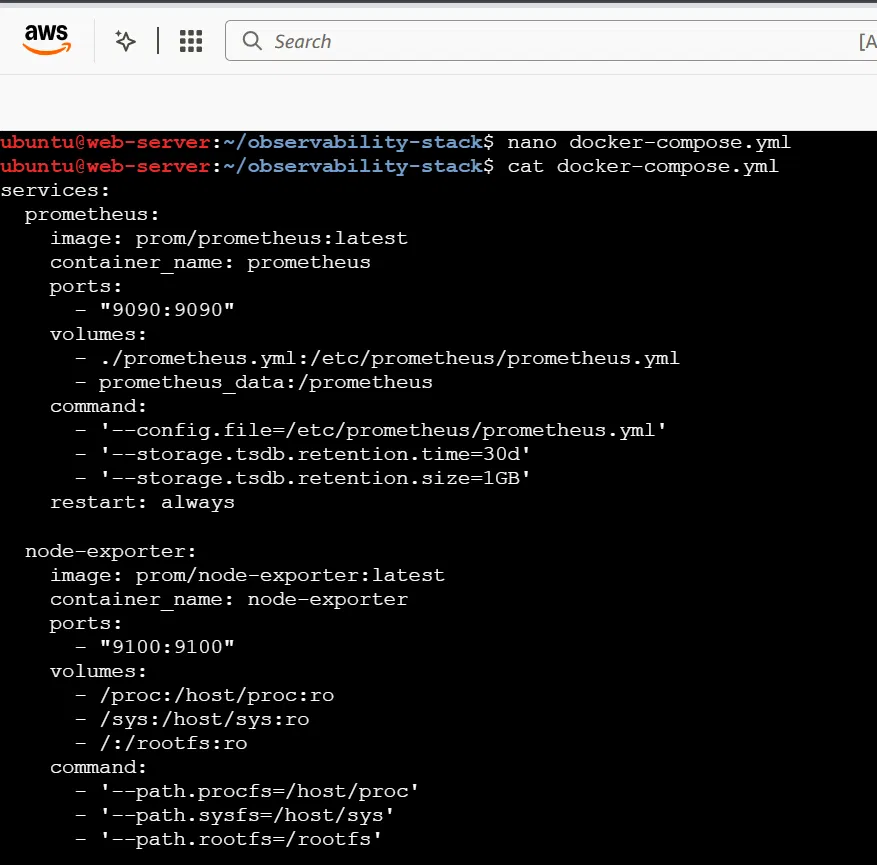 aws
Search
[A
ubuntu@web-server:~/observability-stack$ nano docker-compose.yml
ubuntu@web-server:~/observability-stack$ cat docker-compose.yml
services:
  prometheus:
    image: prom/prometheus:latest
    container_name: prometheus
    ports:
      - "9090:9090"
    volumes:
      - ./prometheus.yml:/etc/prometheus/prometheus.yml
      - prometheus_data:/prometheus
    command:
      - '--config.file=/etc/prometheus/prometheus.yml'
      - '--storage.tsdb.retention.time=30d'
      - '--storage.tsdb.retention.size=1GB'
    restart: always

  node-exporter:
    image: prom/node-exporter:latest
    container_name: node-exporter
    ports:
      - "9100:9100"
    volumes:
      - /proc:/host/proc:ro
      - /sys:/host/sys:ro
      - /:/rootfs:ro
    command:
      - '--path.procfs=/host/proc'
      - '--path.sysfs=/host/sys'
      - '--path.rootfs=/rootfs'